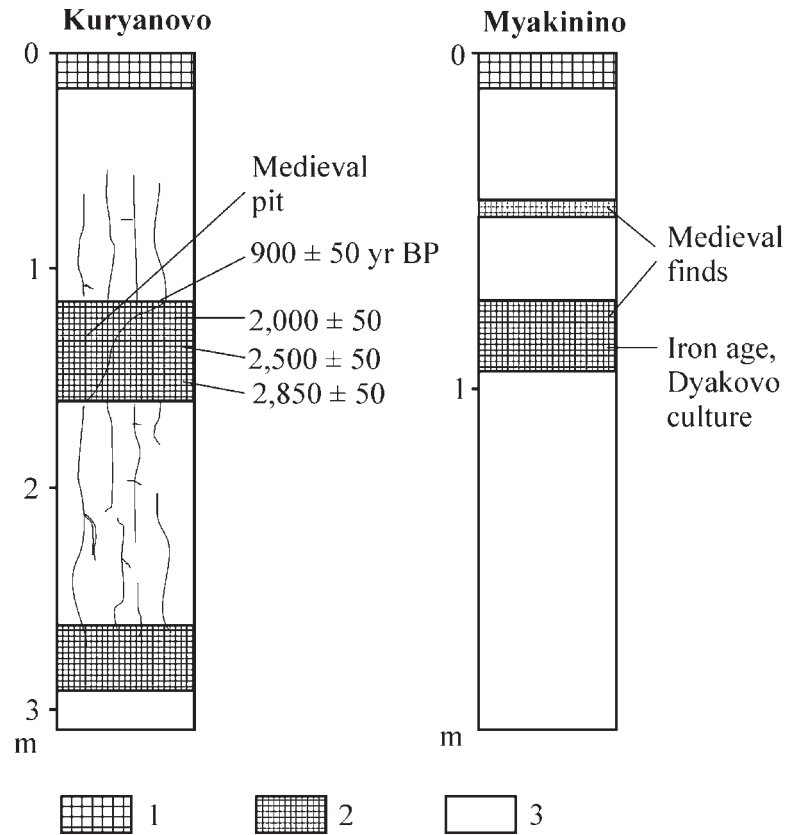 Kuryanovo
0
Medieval
pit
900 ± 50 yr BP
1
2,000 ± 50
2,500 ± 50
2,850 ± 50
2
3
m
Myakinino
0
Medieval
finds
Iron age,
Dyakovo
culture
1
m
1
2
3